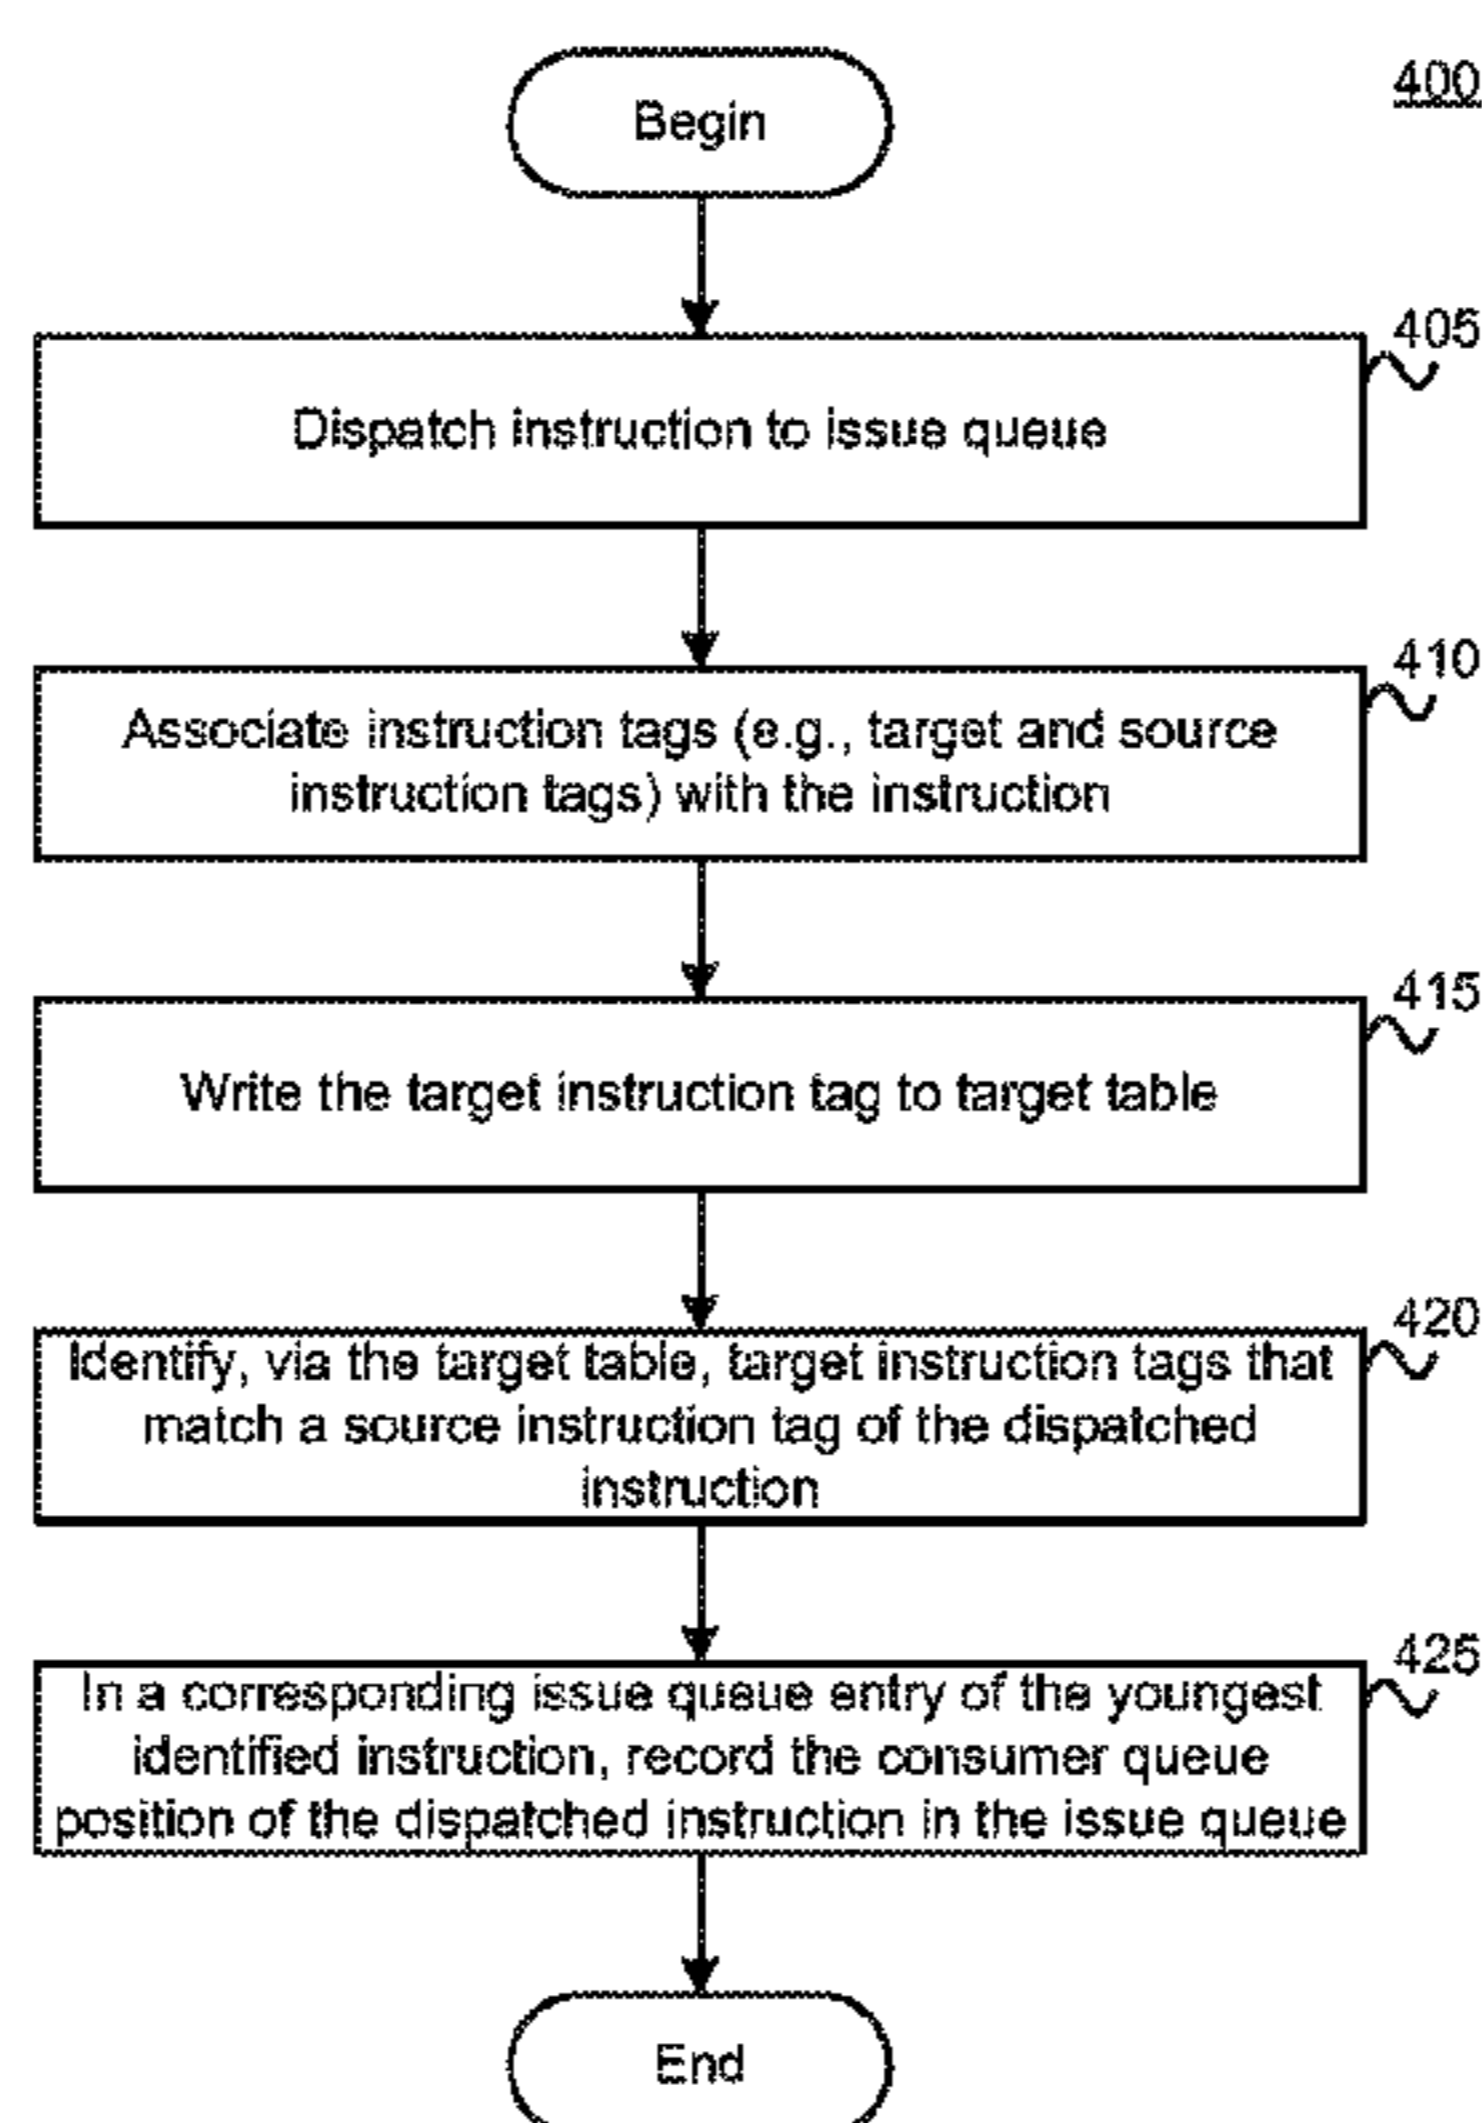 400
Begin
405
Dispatch instruction to issue queue
410
Associate instruction tags (e.g., target and source
instruction tags) with the instruction
415
Write the target instruction tag to target table
420
Identify, via the target table, target instruction tags that
match a source instruction tag of the dispatched
instruction
425
In a corresponding issue queue entry of the youngest
identified instruction, record the consumer queue
position of the dispatched instruction in the issue queue
End